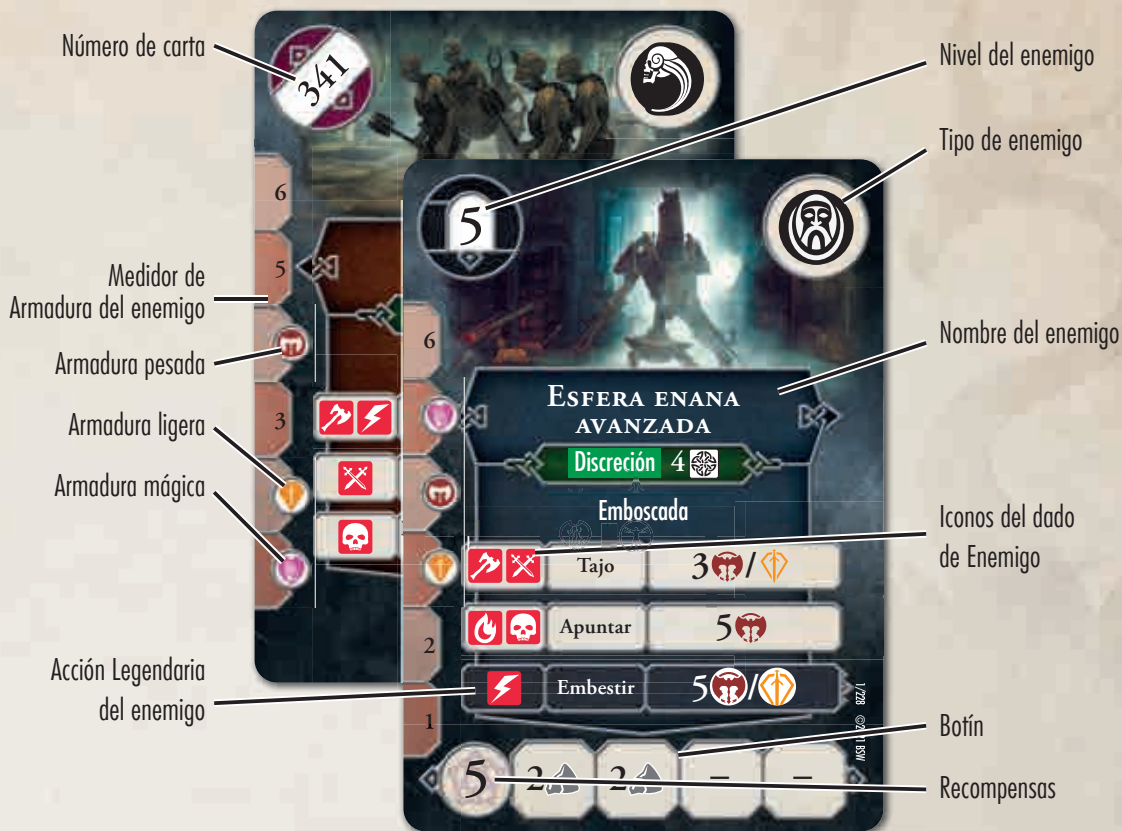 Número de carta
341
Nivel del enemigo
Tipo de enemigo
6
5
5
Medidor de
Armadura del enemigo
Nombre del enemigo
6
Armadura pesada
ESFERA ENANA
AVANZADA
3
Armadura ligera
Discreción 4
Armadura mágica
Emboscada
Iconos del dado
de Enemigo
Tajo 3 /
Apuntar 5
2
Acción Legendaria
del enemigo
Embestir 5 /
1/228
1
Botín
5 2 2 – –
Recompensas